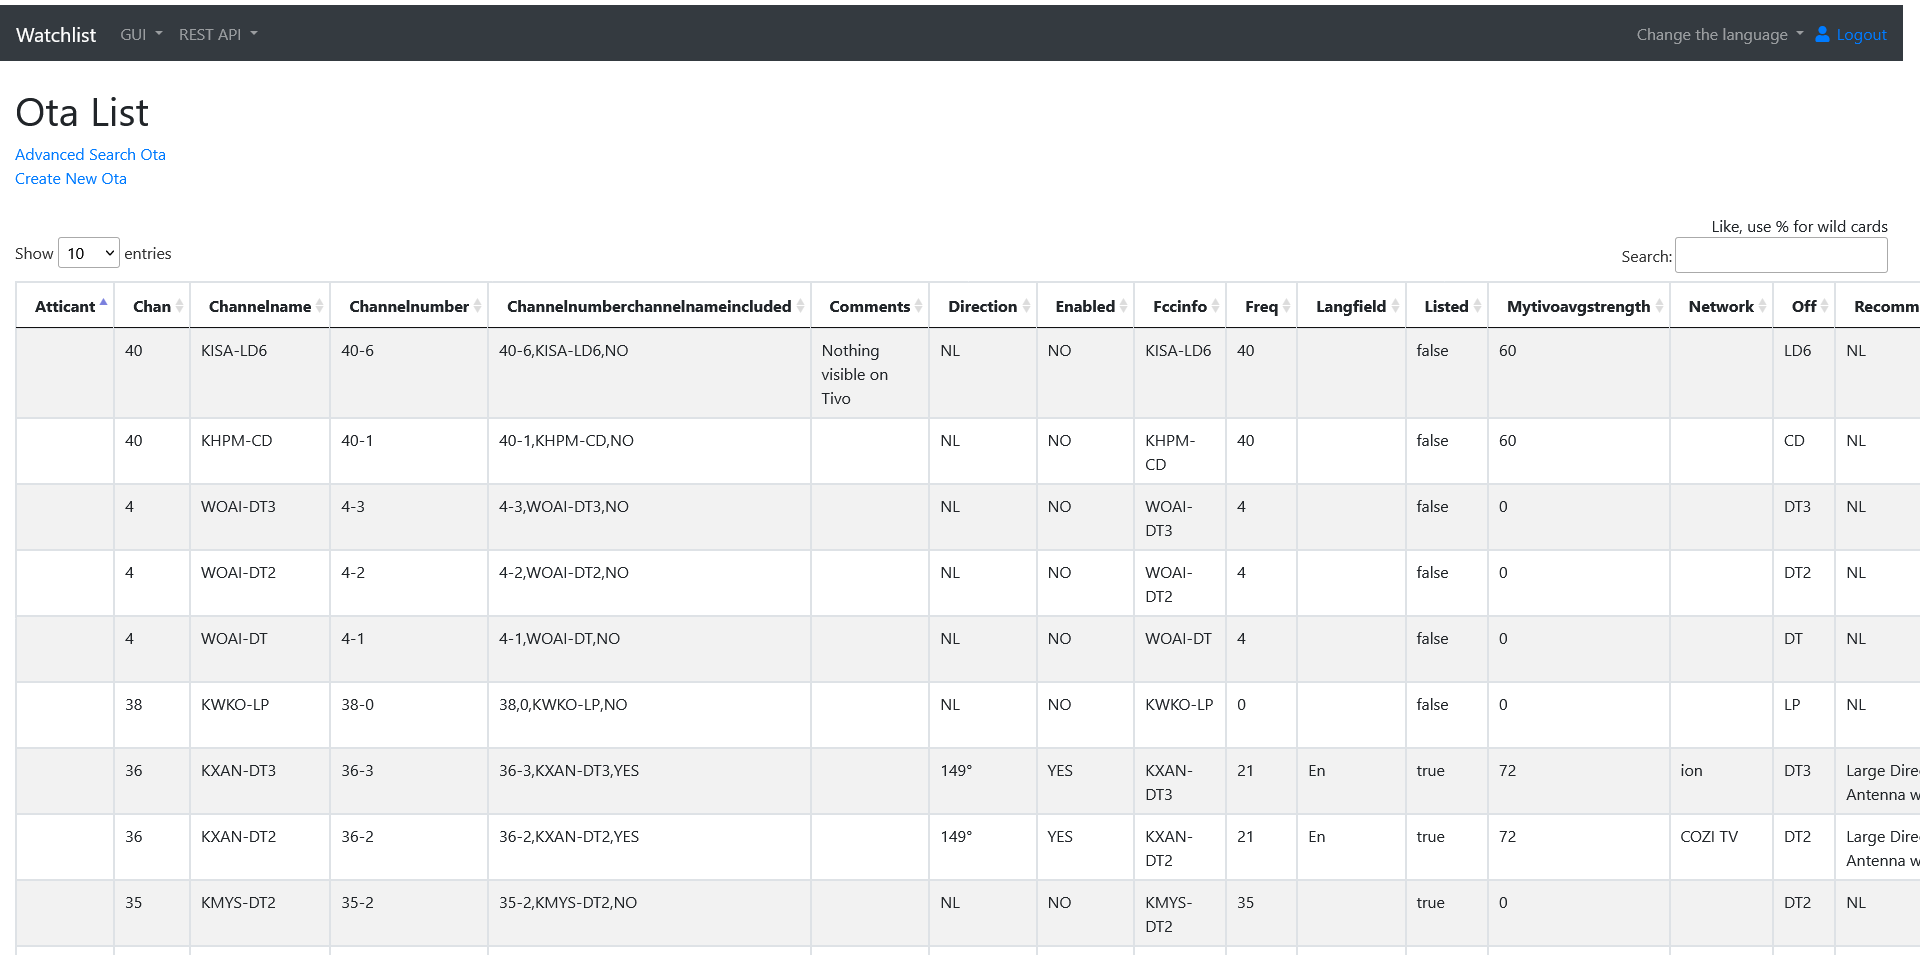 Watchlist GUI REST API Change the language Logout
Ota List
Advanced Search Ota
Create New Ota
Like, use % for wild cards
Show 10 entries Search:
Atticant Chan Channelname Channelnumber Channelnumberchannelnameincluded Comments Direction Enabled Fccinfo Freq Langfield Listed Mytivoavgstrength Network Off Recomm
40 KISA-LD6 40-6 40-6,KISA-LD6,NO Nothing NL NO KISA-LD6 40 false 60 LD6 NL
visible on
Tivo
40 KHPM-CD 40-1 40-1,KHPM-CD,NO NL NO KHPM- 40 false 60 CD NL
CD
4 WOAI-DT3 4-3 4-3,WOAI-DT3,NO NL NO WOAI- 4 false 0 DT3 NL
DT3
4 WOAI-DT2 4-2 4-2,WOAI-DT2,NO NL NO WOAI- 4 false 0 DT2 NL
DT2
4 WOAI-DT 4-1 4-1,WOAI-DT,NO NL NO WOAI-DT 4 false 0 DT NL
38 KWKO-LP 38-0 38,0,KWKO-LP,NO NL NO KWKO-LP 0 false 0 LP NL
36 KXAN-DT3 36-3 36-3,KXAN-DT3,YES 149° YES KXAN- 21 En true 72 ion DT3 Large Dire
DT3 Antenna w
36 KXAN-DT2 36-2 36-2,KXAN-DT2,YES 149° YES KXAN- 21 En true 72 COZI TV DT2 Large Dire
DT2 Antenna w
35 KMYS-DT2 35-2 35-2,KMYS-DT2,NO NL NO KMYS- 35 true 0 DT2 NL
DT2